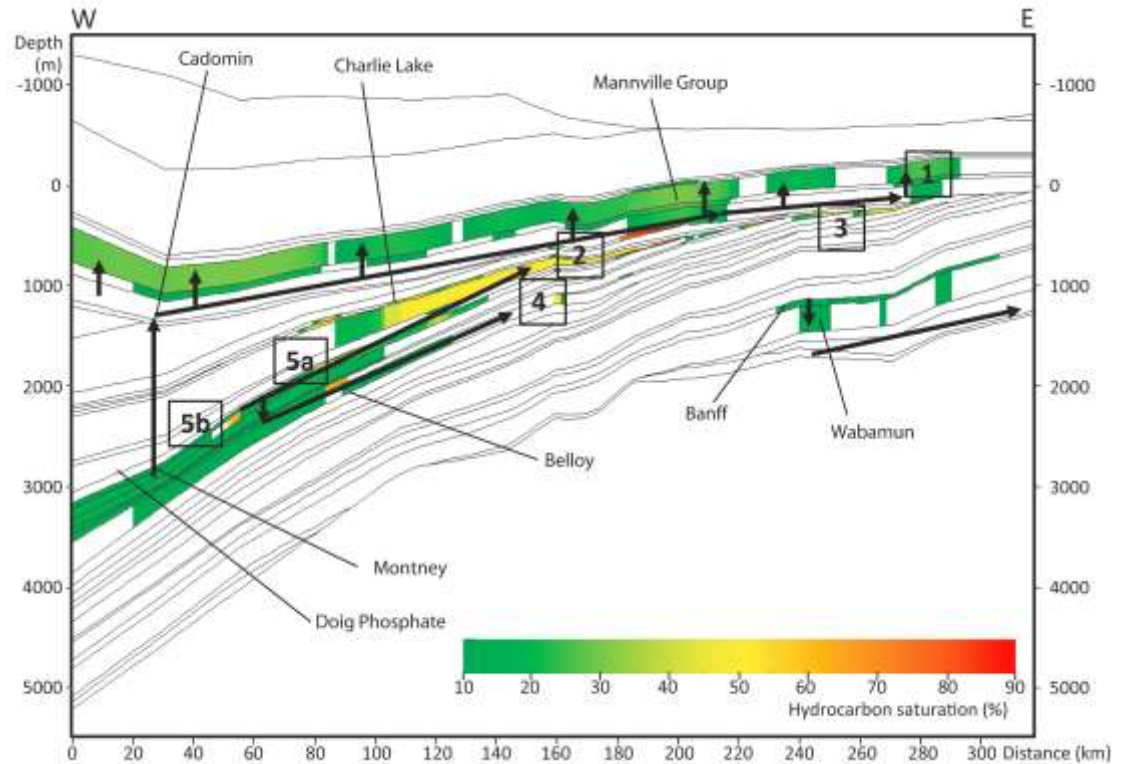 W E
Depth
(m)
Cadomin
Charlie Lake
Mannville Group
-1000 -1000
0 0
1000 1000
2000 2000
3000 3000
4000 4000
5000 5000
1
2
3
4
5a
5b
Banff
Wabamun
Belloy
Montney
Doig Phosphate
10 20 30 40 50 60 70 80 90
Hydrocarbon saturation (%)
0 20 40 60 80 100 120 140 160 180 200 220 240 260 280 300 Distance (km)